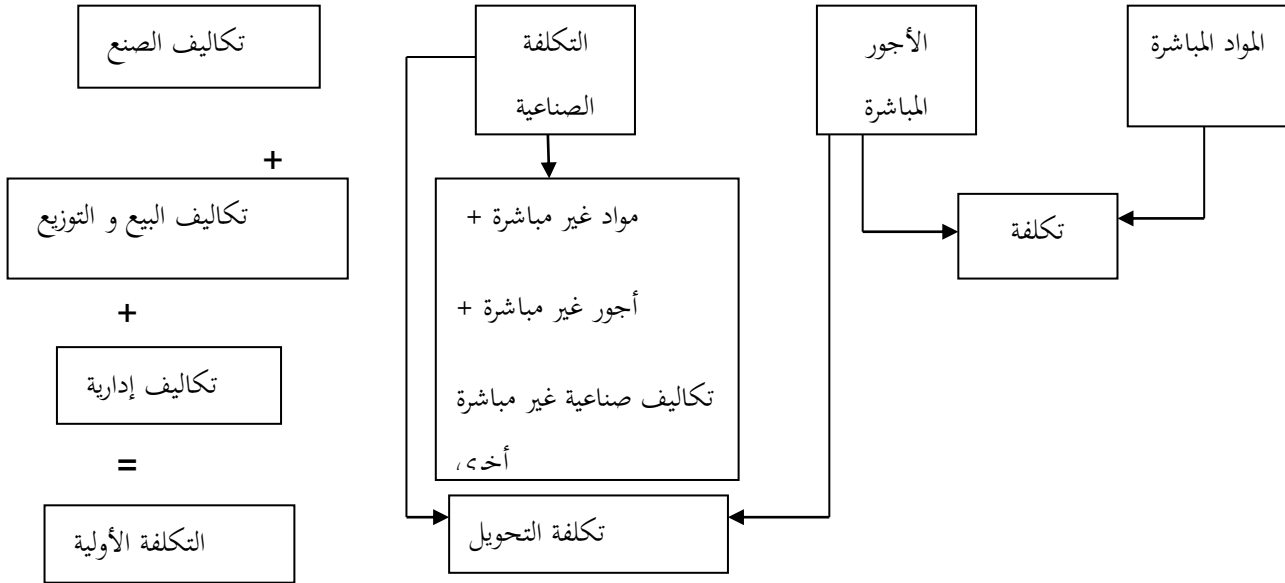 المواد المباشرة
الأجور
المباشرة
التكلفة
الصناعية
تكاليف الصنع
+
تكلفة
مواد غير مباشرة +
أجور غير مباشرة +
تكاليف صناعية غير مباشرة
أخرى
تكاليف البيع و التوزيع
+
تكاليف إدارية
=
تكلفة التحويل
التكلفة الأولية